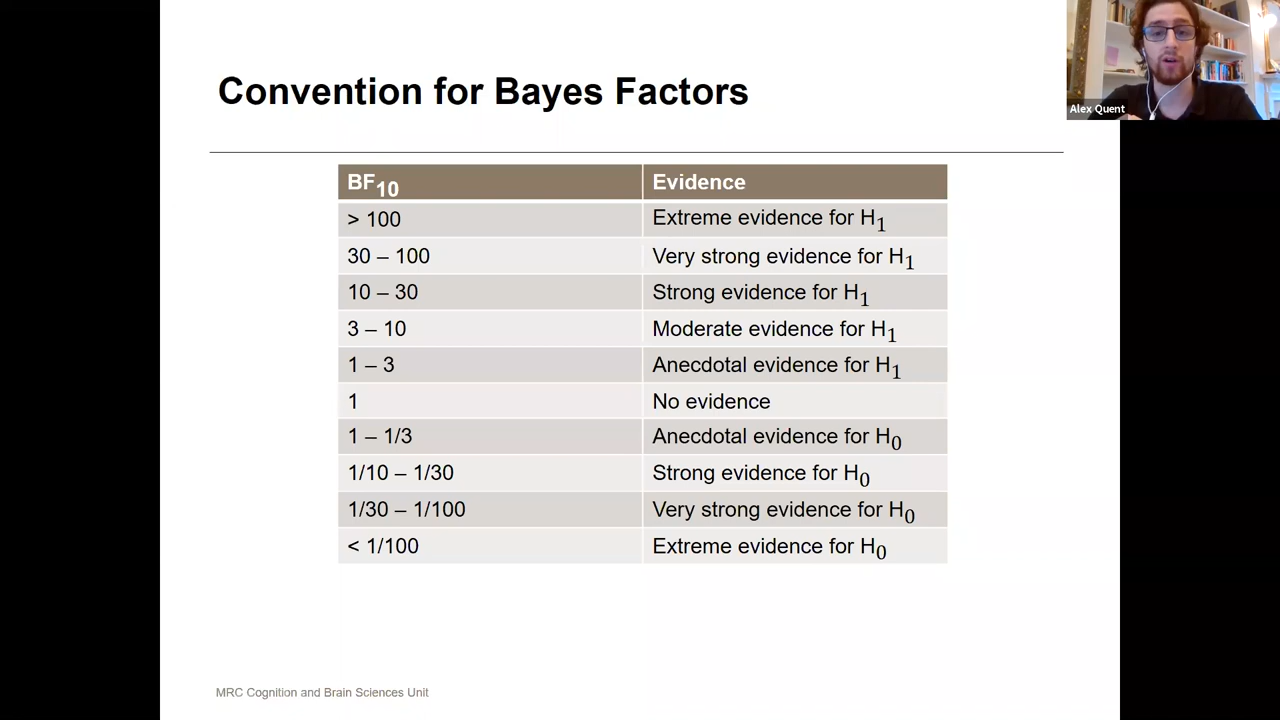 Alex Quent
Convention for Bayes Factors
BF10 Evidence
> 100 Extreme evidence for H1
30 – 100 Very strong evidence for H1
10 – 30 Strong evidence for H1
3 – 10 Moderate evidence for H1
1 – 3 Anecdotal evidence for H1
1 No evidence
1 – 1/3 Anecdotal evidence for H0
1/10 – 1/30 Strong evidence for H0
1/30 – 1/100 Very strong evidence for H0
< 1/100 Extreme evidence for H0
MRC Cognition and Brain Sciences Unit